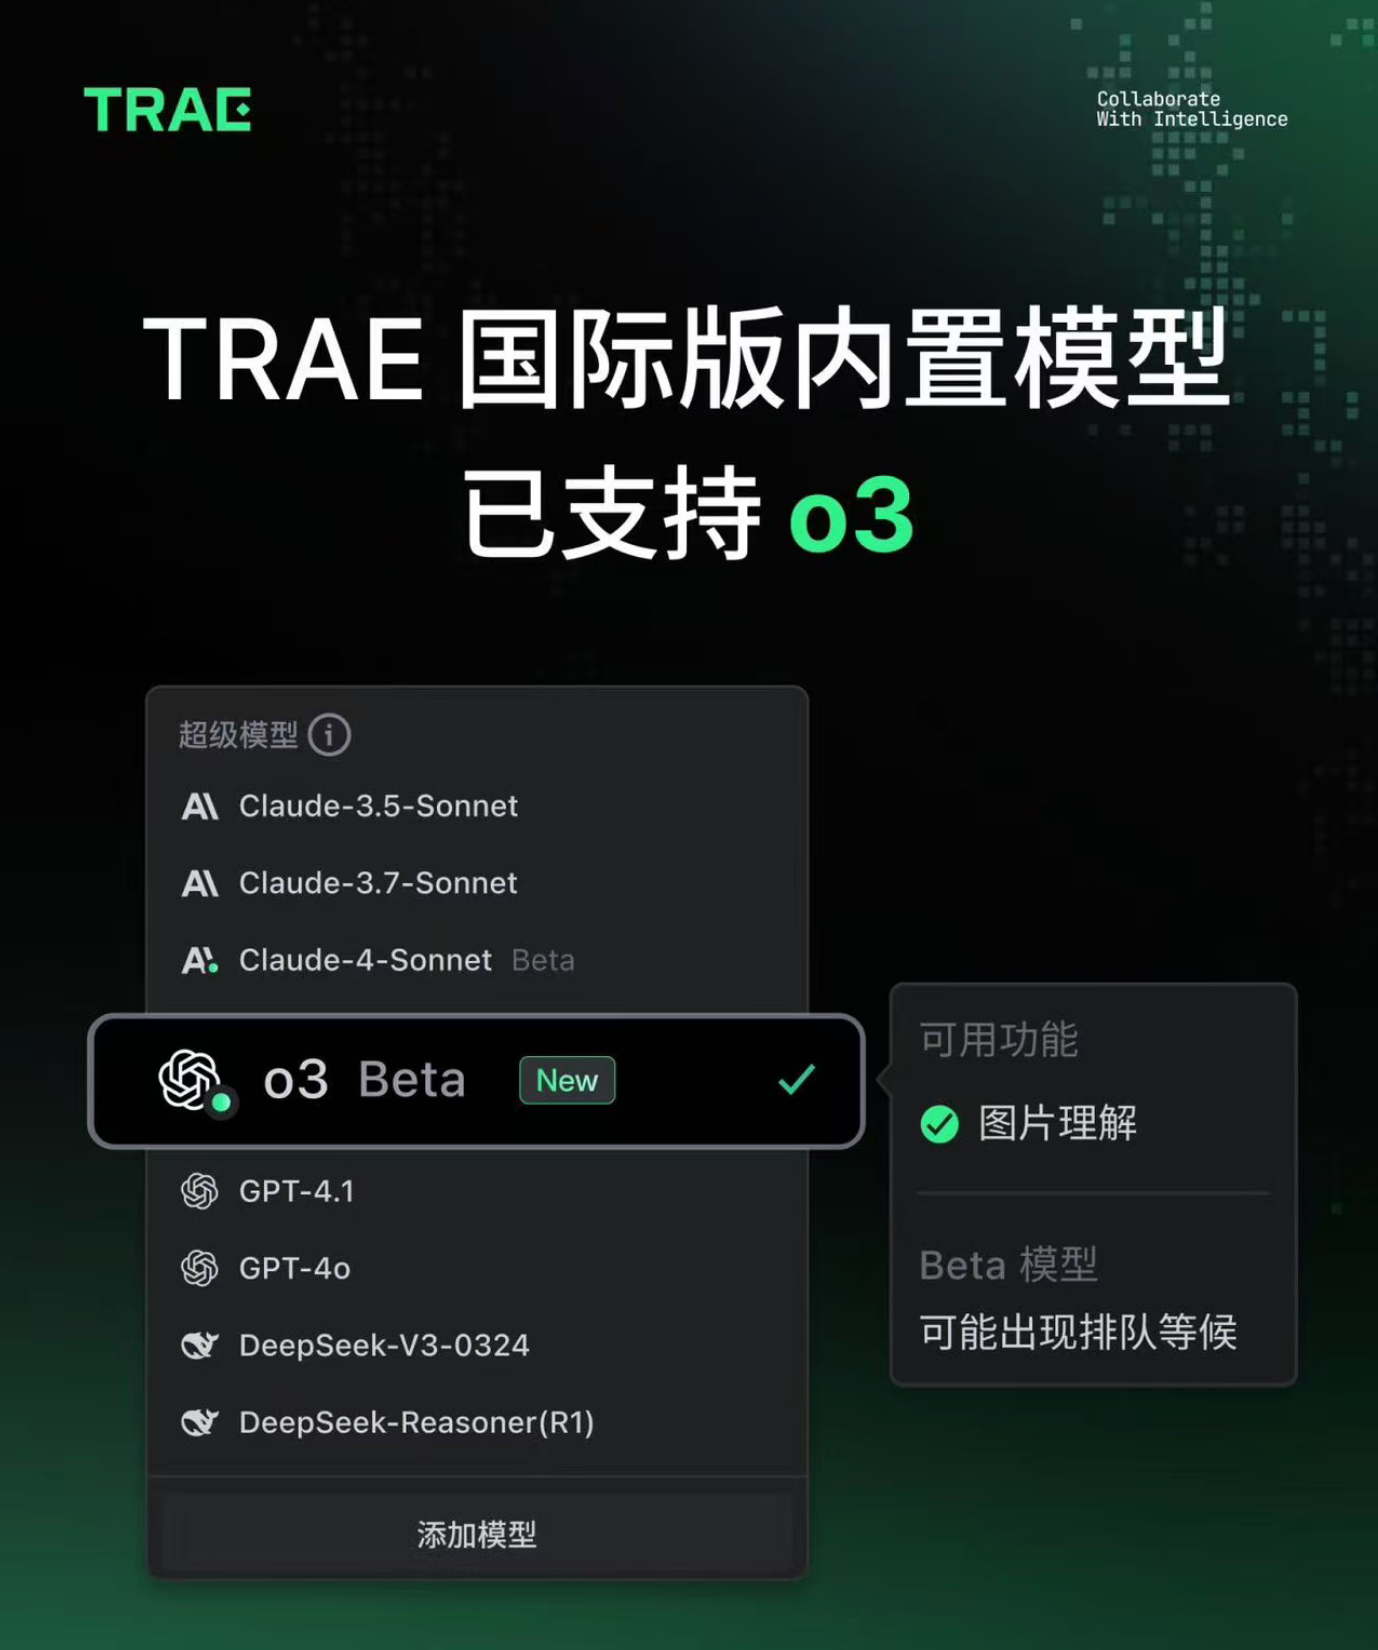 TRAE
Collaborate
With Intelligence
TRAE 国际版内置模型
已支持 o3
超级模型
Claude-3.5-Sonnet
Claude-3.7-Sonnet
Claude-4-Sonnet Beta
o3 Beta New
GPT-4.1
GPT-4o
DeepSeek-V3-0324
DeepSeek-Reasoner(R1)
添加模型
可用功能
图片理解
Beta 模型
可能出现排队等候